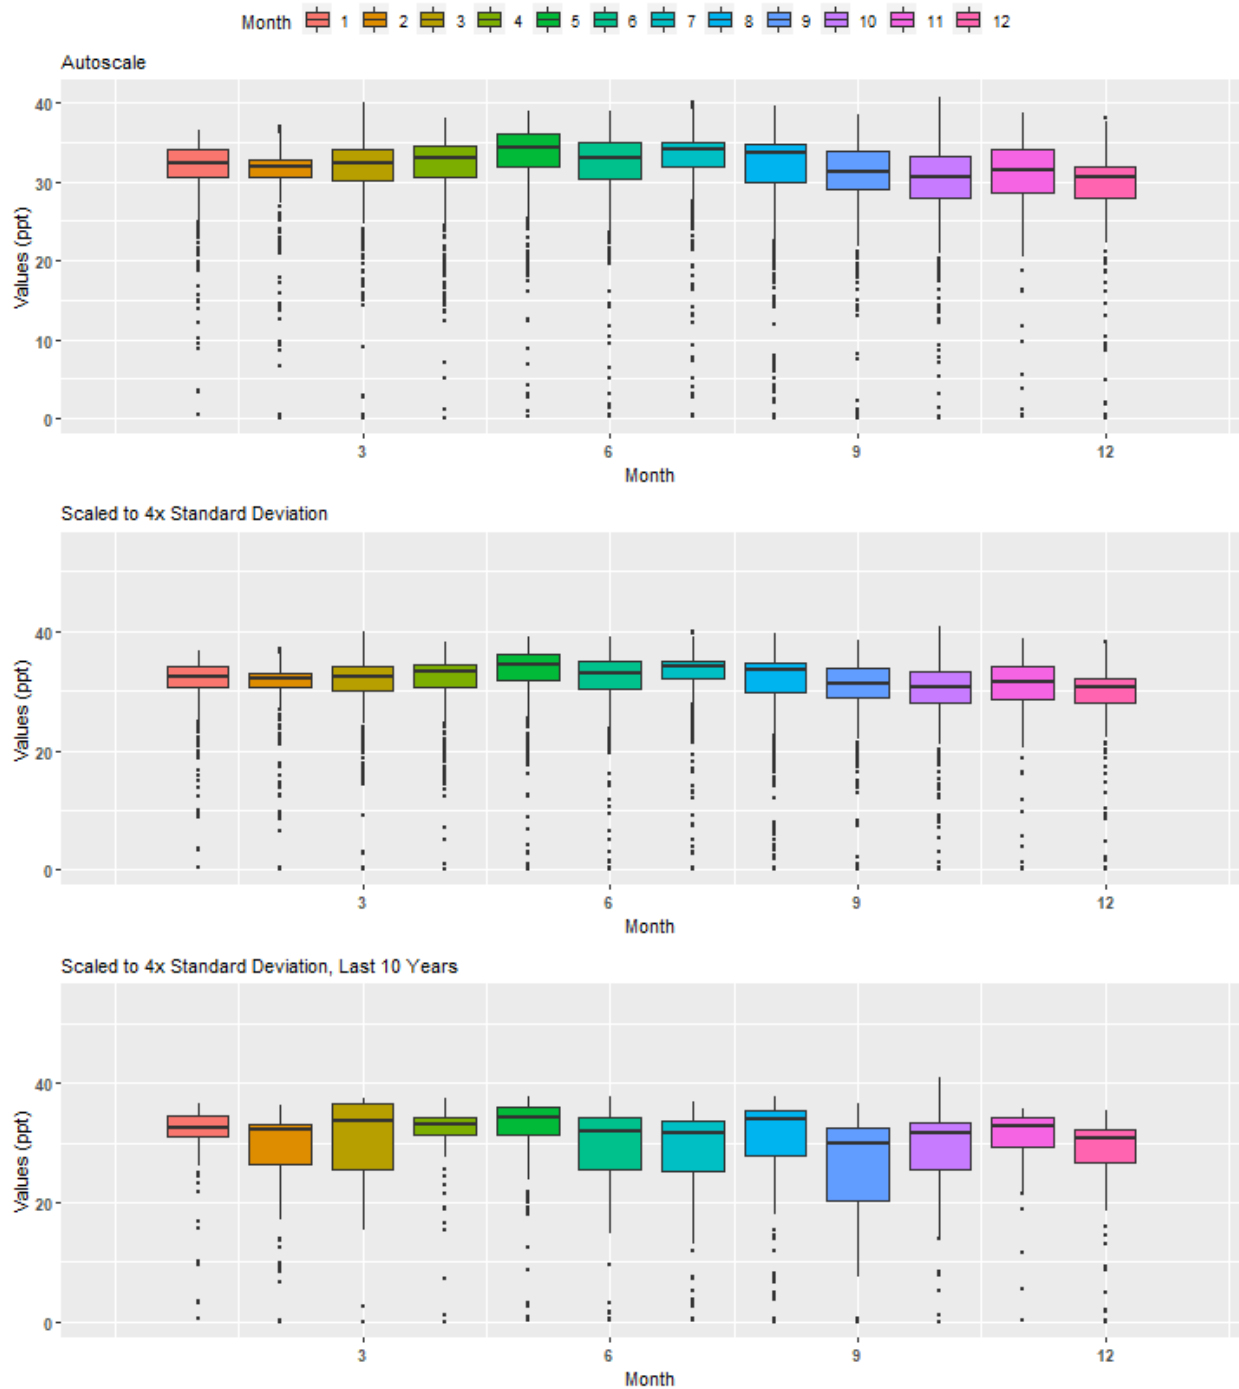 Month 1 2 3 4 5 6 7 8 9 10 11 12
Autoscale
Values (ppt)
40
30
20
10
0
3 6 9 12
Month
Scaled to 4x Standard Deviation
Values (ppt)
40
20
0
3 6 9 12
Month
Scaled to 4x Standard Deviation, Last 10 Years
Values (ppt)
40
20
0
3 6 9 12
Month